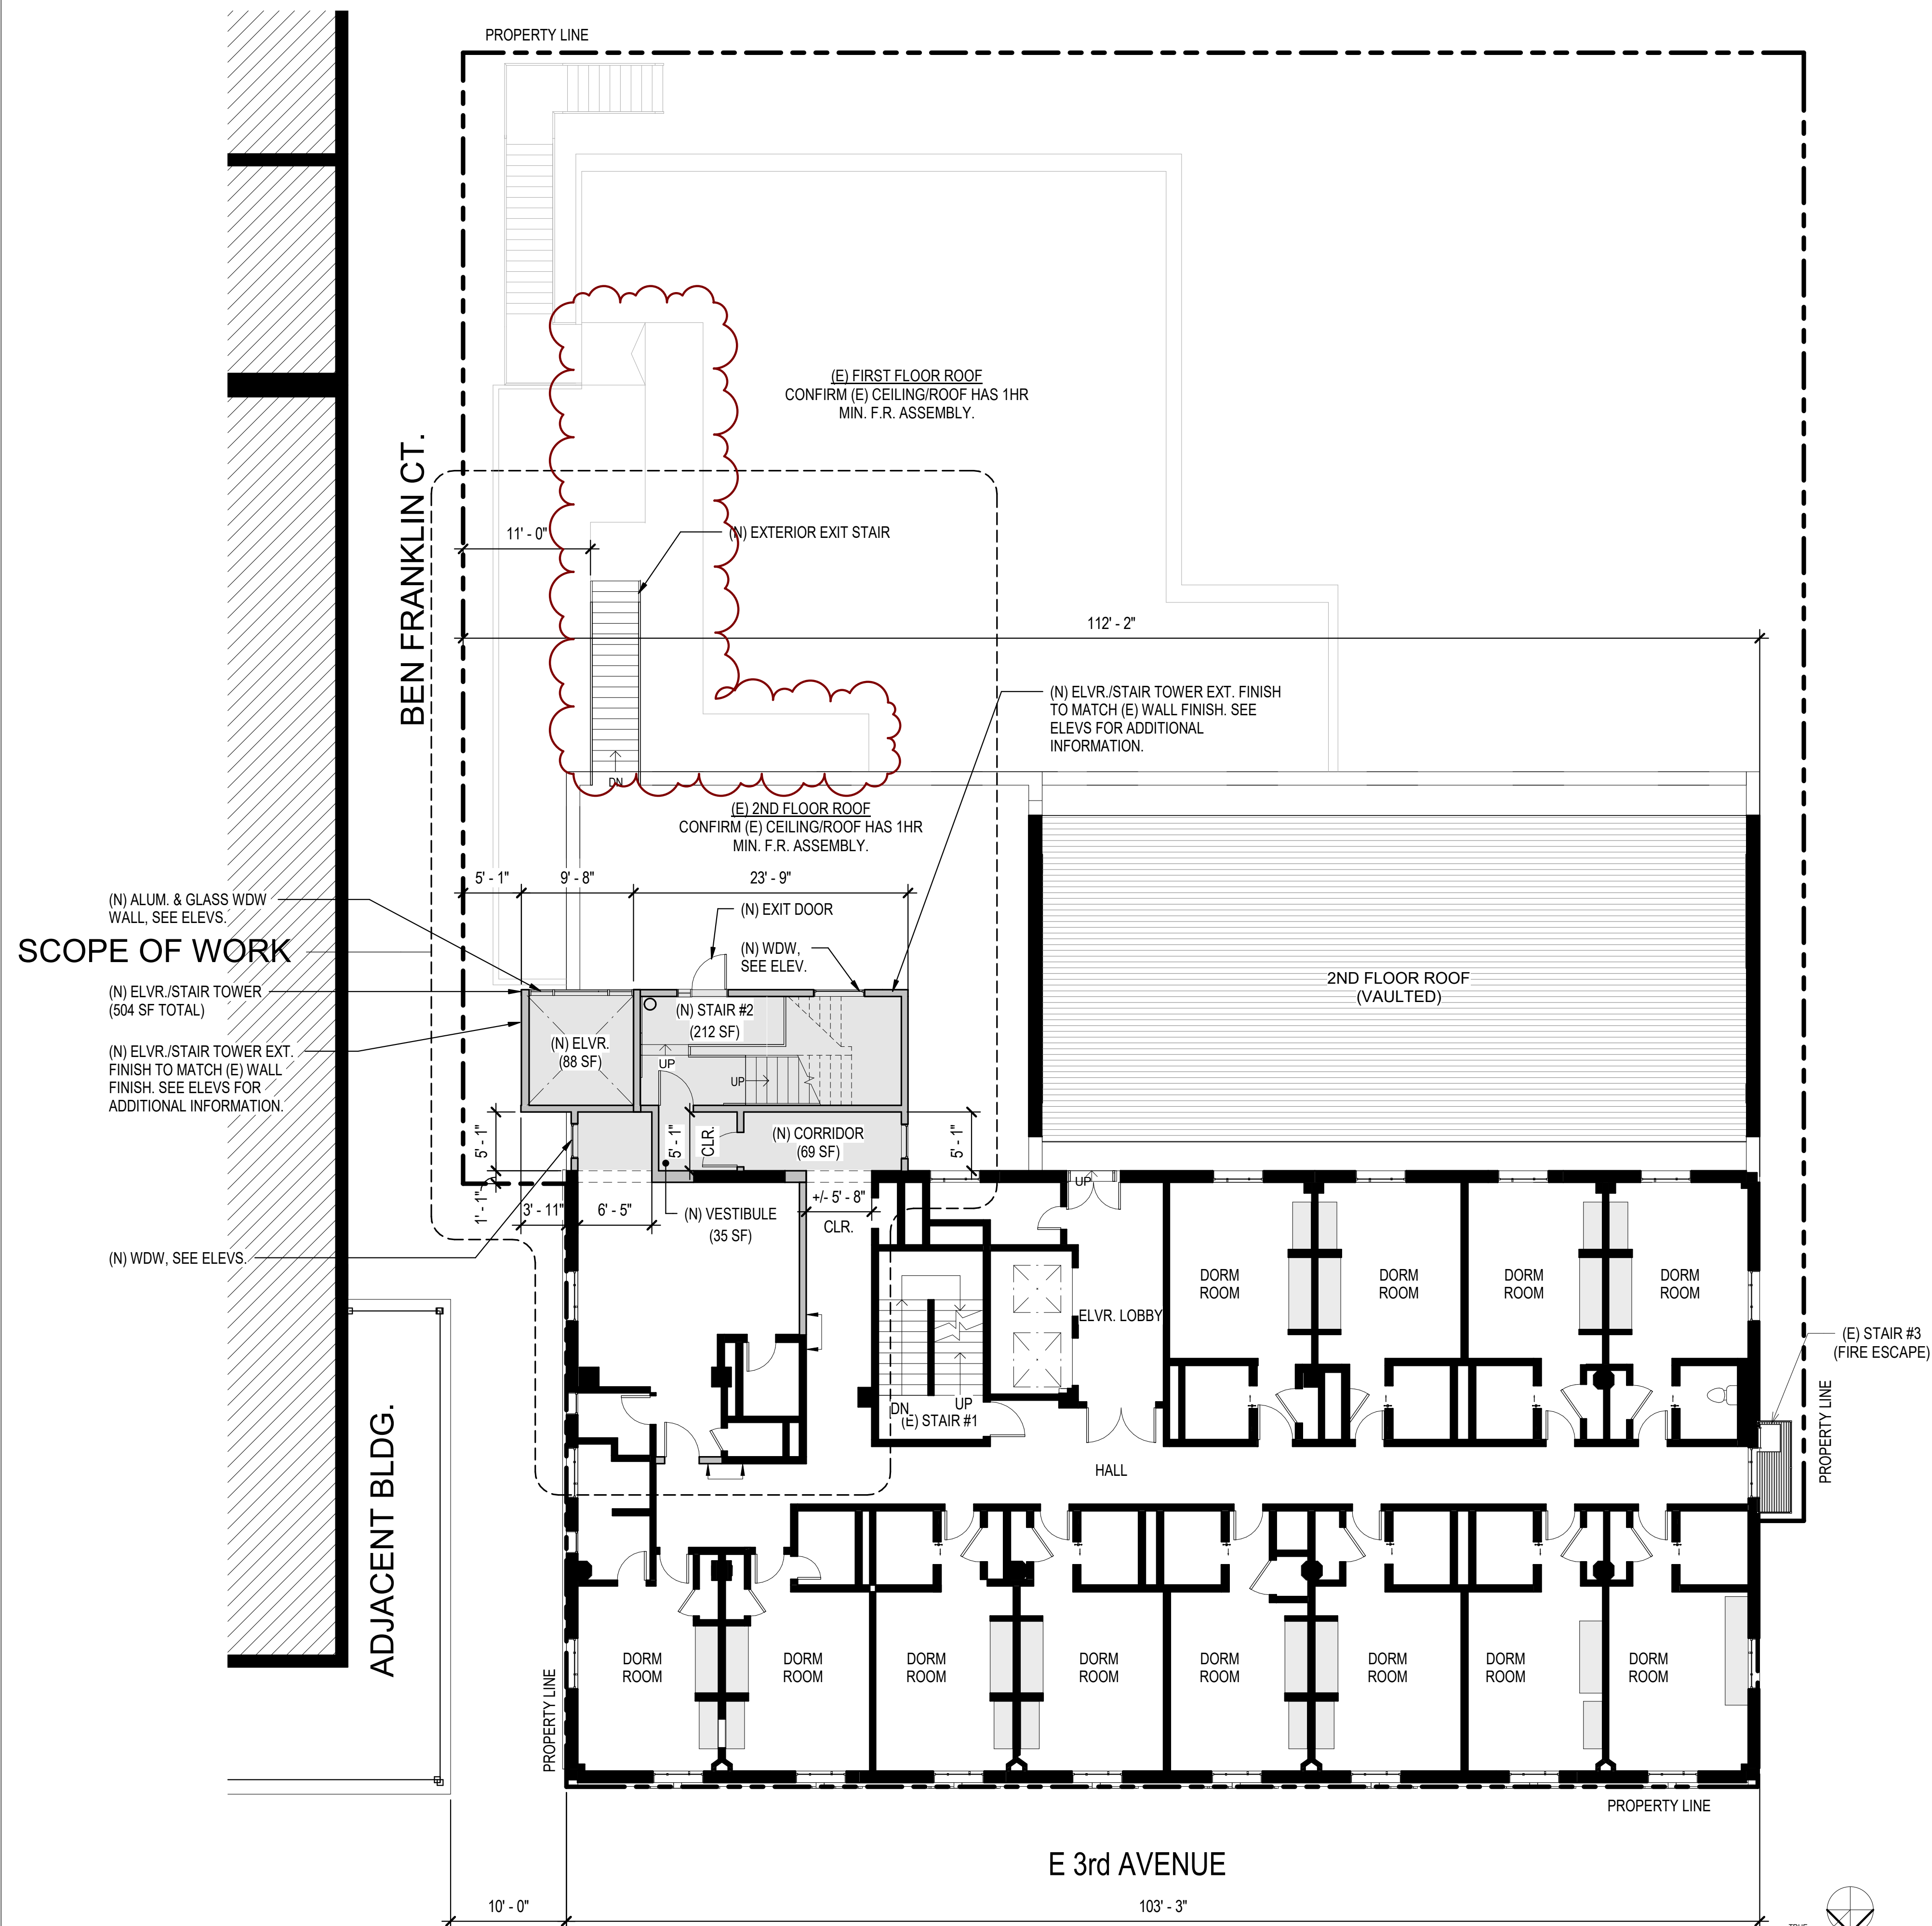 PROPERTY LINE
(E) FIRST FLOOR ROOF
CONFIRM (E) CEILING/ROOF HAS 1HR
MIN. F.R. ASSEMBLY.
BEN FRANKLIN CT.
11' - 0"
(N) EXTERIOR EXIT STAIR
112' - 2"
(N) ELVR./STAIR TOWER EXT. FINISH
TO MATCH (E) WALL FINISH. SEE
ELEVS FOR ADDITIONAL
INFORMATION.
DN
(E) 2ND FLOOR ROOF
CONFIRM (E) CEILING/ROOF HAS 1HR
MIN. F.R. ASSEMBLY.
5' - 1"
9' - 8"
23' - 9"
(N) ALUM. & GLASS WDW
WALL, SEE ELEVS.
(N) EXIT DOOR
SCOPE OF WORK
(N) WDW,
SEE ELEV.
2ND FLOOR ROOF
(VAULTED)
(N) ELVR./STAIR TOWER
(504 SF TOTAL)
(N) STAIR #2
(212 SF)
(N) ELVR.
(88 SF)
(N) ELVR./STAIR TOWER EXT.
FINISH TO MATCH (E) WALL
FINISH. SEE ELEVS FOR
ADDITIONAL INFORMATION.
UP
UP
5' - 1"
5' - 1"
CLR.
(N) CORRIDOR
(69 SF)
5' - 1"
1' - 1"
3' - 11"
6' - 5"
(N) VESTIBULE
(35 SF)
+/- 5' - 8"
CLR.
UP
(N) WDW, SEE ELEVS.
DORM
ROOM
DORM
ROOM
DORM
ROOM
DORM
ROOM
ELVR. LOBBY
(E) STAIR #3
(FIRE ESCAPE)
DN
UP
(E) STAIR #1
PROPERTY LINE
HALL
ADJACENT BLDG.
DORM
ROOM
DORM
ROOM
DORM
ROOM
DORM
ROOM
DORM
ROOM
DORM
ROOM
DORM
ROOM
DORM
ROOM
PROPERTY LINE
PROPERTY LINE
E 3rd AVENUE
10' - 0"
103' - 3"